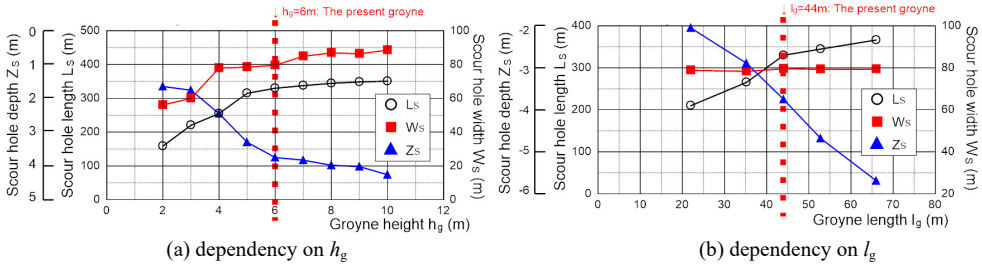 ↓ hg=6m: The present groyne
Scour hole depth ZS (m)
0
1
2
3
4
5
Scour hole length LS (m)
500
400
300
200
100
0
LS
WS
ZS
100
80
60
40
20
0
Scour hole width WS (m)
0 2 4 6 8 10 12
Groyne height hg (m)
(a) dependency on hg
↓ lg=44m: The present groyne
Scour hole depth ZS (m)
-2
-3
-4
-5
-6
Scour hole length LS (m)
400
300
200
100
0
LS
WS
ZS
100
80
60
40
20
Scour hole width WS (m)
0 10 20 30 40 50 60 70 80
Groyne length lg (m)
(b) dependency on lg